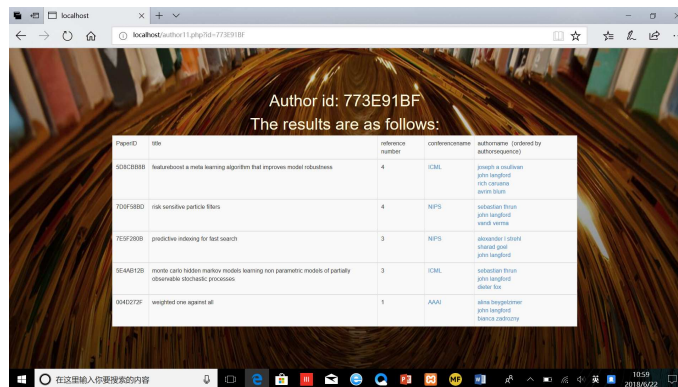 localhost
localhost/author11.php?id=773E91BF
Author id: 773E91BF
The results are as follows:
PaperID title reference number conferencename authorname (ordered by authorsequence)
5D8CBB8B featureboost a meta learning algorithm that improves model robustness 4 ICML joseph a osullivan
john langford
rich caruana
avrim blum
7D0F58BD risk sensitive particle filters 4 NIPS sebastian thrun
john langford
vandi verma
7E5F280B predictive indexing for fast search 3 NIPS alexander l strehl
sharad goel
john langford
5E4AB12B monte carlo hidden markov models learning non parametric models of partially observable stochastic processes 3 ICML sebastian thrun
john langford
dieter fox
004D272F weighted one against all 1 AAAI alina beygelzimer
john langford
bianca zadrozny
在这里输入你要搜索的内容
MF
英
10:59
2018/6/22